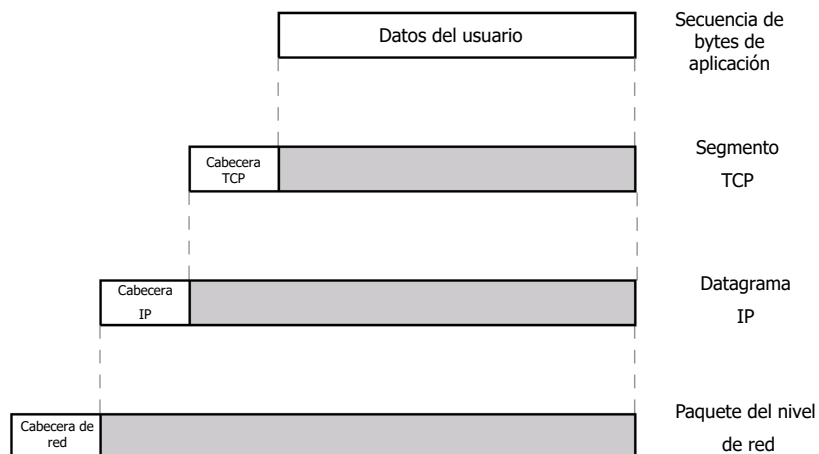 Datos del usuario
Secuencia de
bytes de
aplicación
Cabecera
TCP
Segmento
TCP
Cabecera
IP
Datagrama
IP
Cabecera de
red
Paquete del nivel
de red